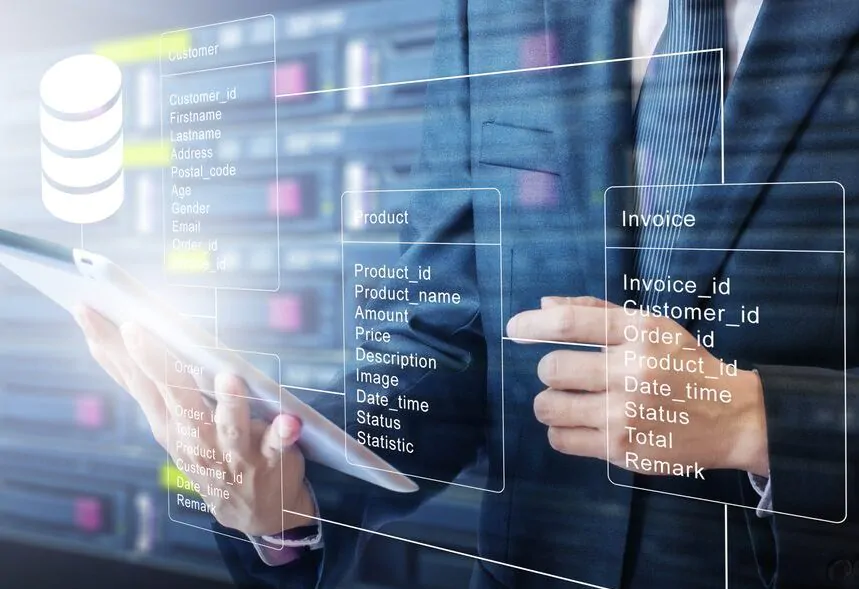 Customer
Customer_id
Firstname
Lastname
Address
Postal_code
Age
Gender
Email
Order_id
Product
Product_id
Product_name
Amount
Price
Description
Image
Date_time
Status
Statistic
Invoice
Invoice_id
Customer_id
Order_id
Product_id
Date_time
Status
Total
Remark
Order
Order_id
Total
Product_id
Customer_id
Date_time
Remark